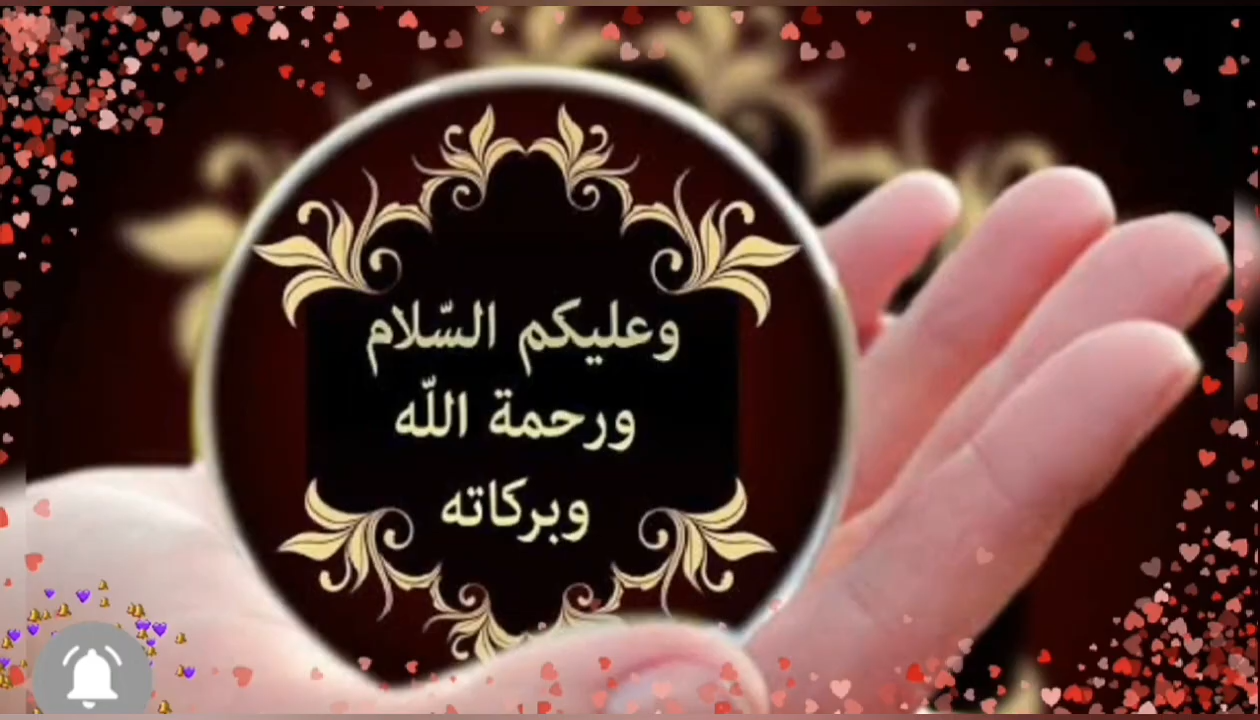 وعليكم السّلام
ورحمة اللّه
وبركاته